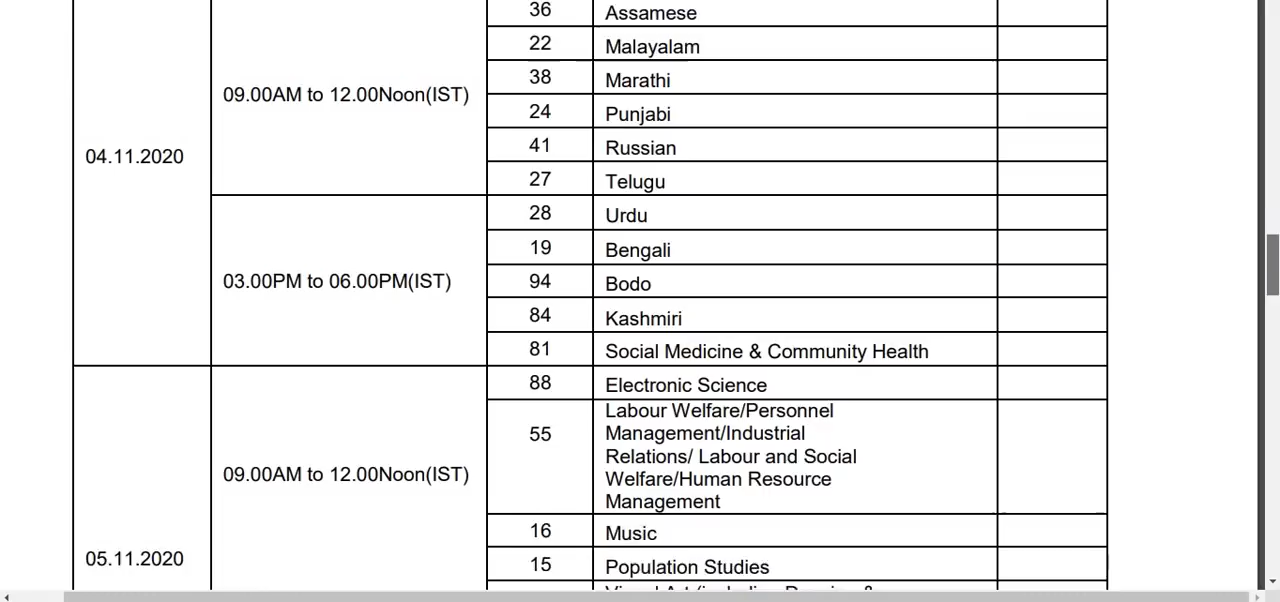 36 Assamese
22 Malayalam
38 Marathi
09.00AM to 12.00Noon(IST)
24 Punjabi
41 Russian
04.11.2020
27 Telugu
28 Urdu
19 Bengali
03.00PM to 06.00PM(IST)
94 Bodo
84 Kashmiri
81 Social Medicine & Community Health
88 Electronic Science
55
Labour Welfare/Personnel
Management/Industrial
Relations/ Labour and Social
Welfare/Human Resource
Management
09.00AM to 12.00Noon(IST)
16 Music
05.11.2020
15 Population Studies